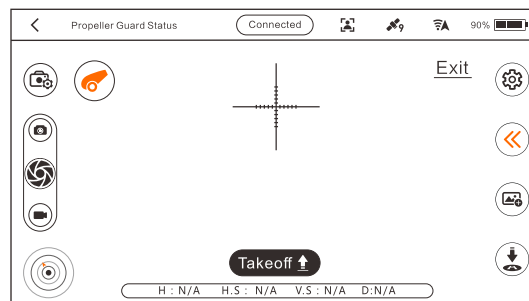 Propeller Guard Status Connected 9 90%
Exit
Takeoff
H : N/A H.S : N/A V.S : N/A D:N/A